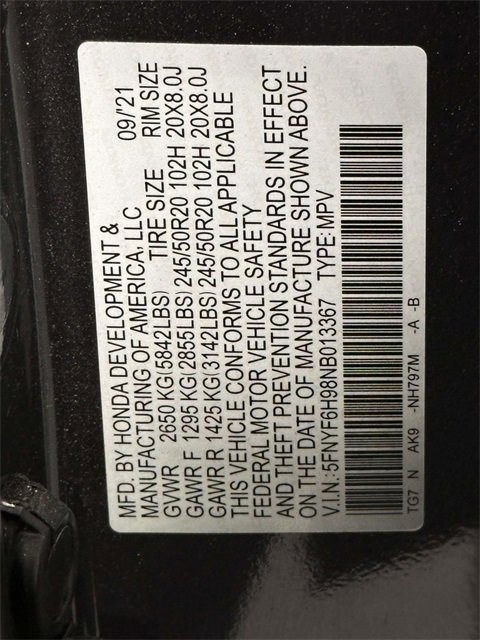 MFD. BY HONDA DEVELOPMENT & 09/'21
MANUFACTURING OF AMERICA, LLC
GVWR 2650 KG(5842LBS) TIRE SIZE RIM SIZE
GAWR F 1295 KG(2855LBS) 245/50R20 102H 20X8.0J
GAWR R 1425 KG(3142LBS) 245/50R20 102H 20X8.0J
THIS VEHICLE CONFORMS TO ALL APPLICABLE
FEDERAL MOTOR VEHICLE SAFETY
AND THEFT PREVENTION STANDARDS IN EFFECT
ON THE DATE OF MANUFACTURE SHOWN ABOVE.
V.I.N.: 5FNYF6H98NB013367 TYPE: MPV
TG7 N AK9 -NH797M -A -B